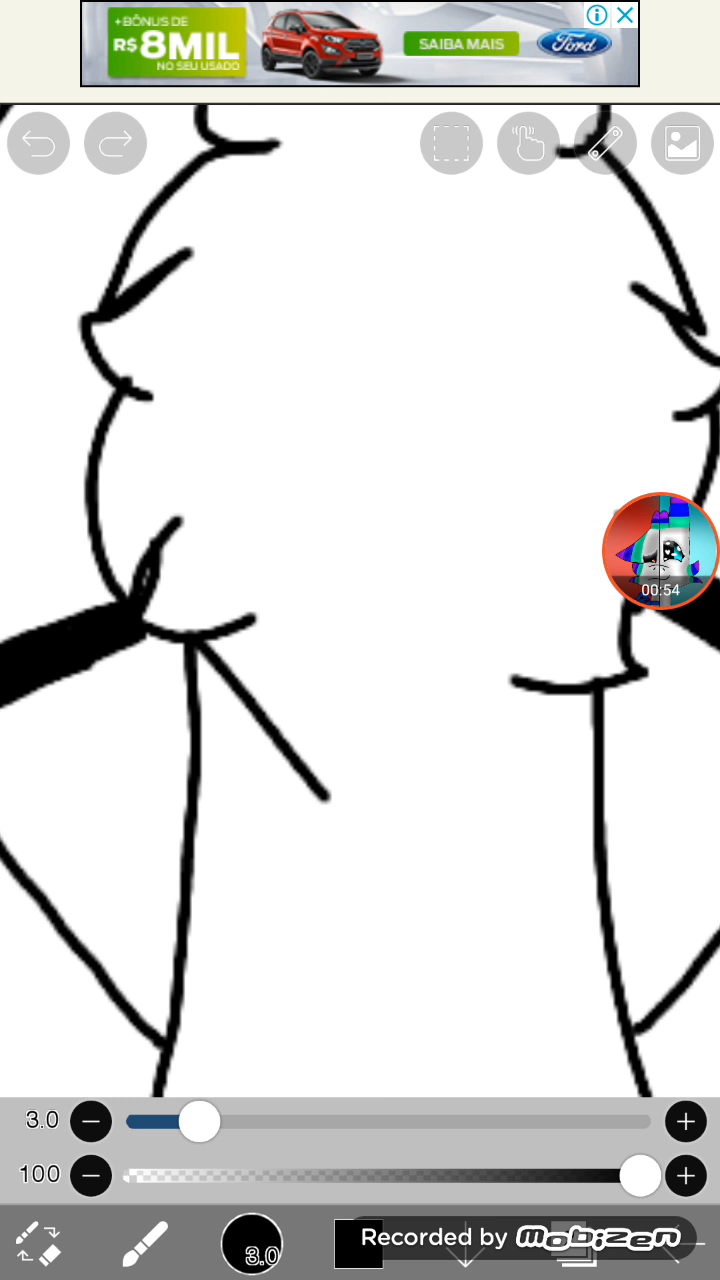 +BÔNUS DE
R$ 8MIL
NO SEU USADO
SAIBA MAIS
Ford
00:54
3.0
100
3.0
Recorded by Mobizen